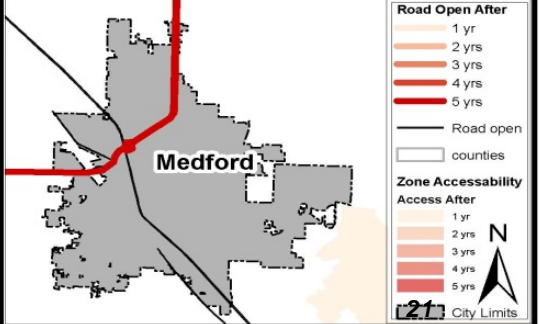 Medford
Road Open After
1 yr
2 yrs
3 yrs
4 yrs
5 yrs
Road open
counties
Zone Accessability
Access After
1 yr
2 yrs
3 yrs
4 yrs
5 yrs
N
21 City Limits